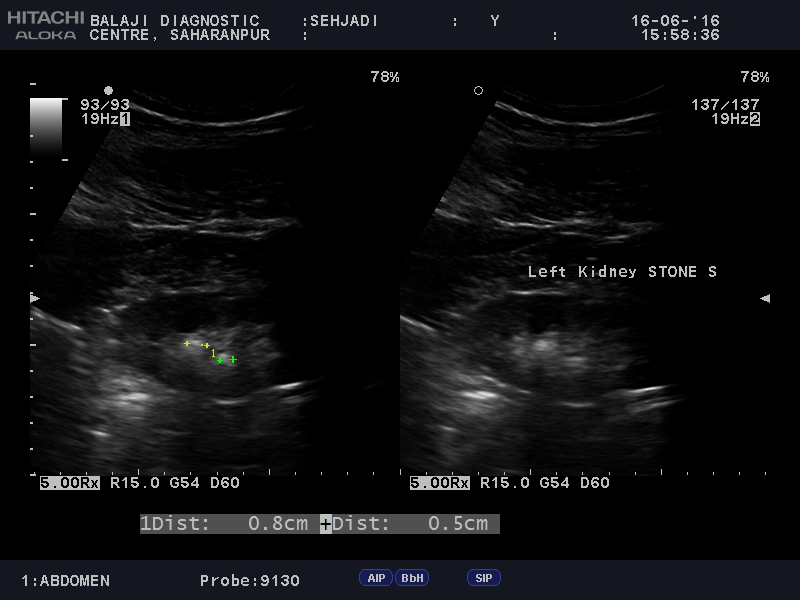 HITACHI
ALOKA
BALAJI DIAGNOSTIC :SEHJADI : Y 16-06-'16
CENTRE, SAHARANPUR : : 15:58:36
78% 78%
93/93 137/137
19Hz1 19Hz2
Left Kidney STONE S
1
5.00Rx R15.0 G54 D60 5.00Rx R15.0 G54 D60
1Dist: 0.8cm +Dist: 0.5cm
1:ABDOMEN Probe:9130 AIP BbH SIP